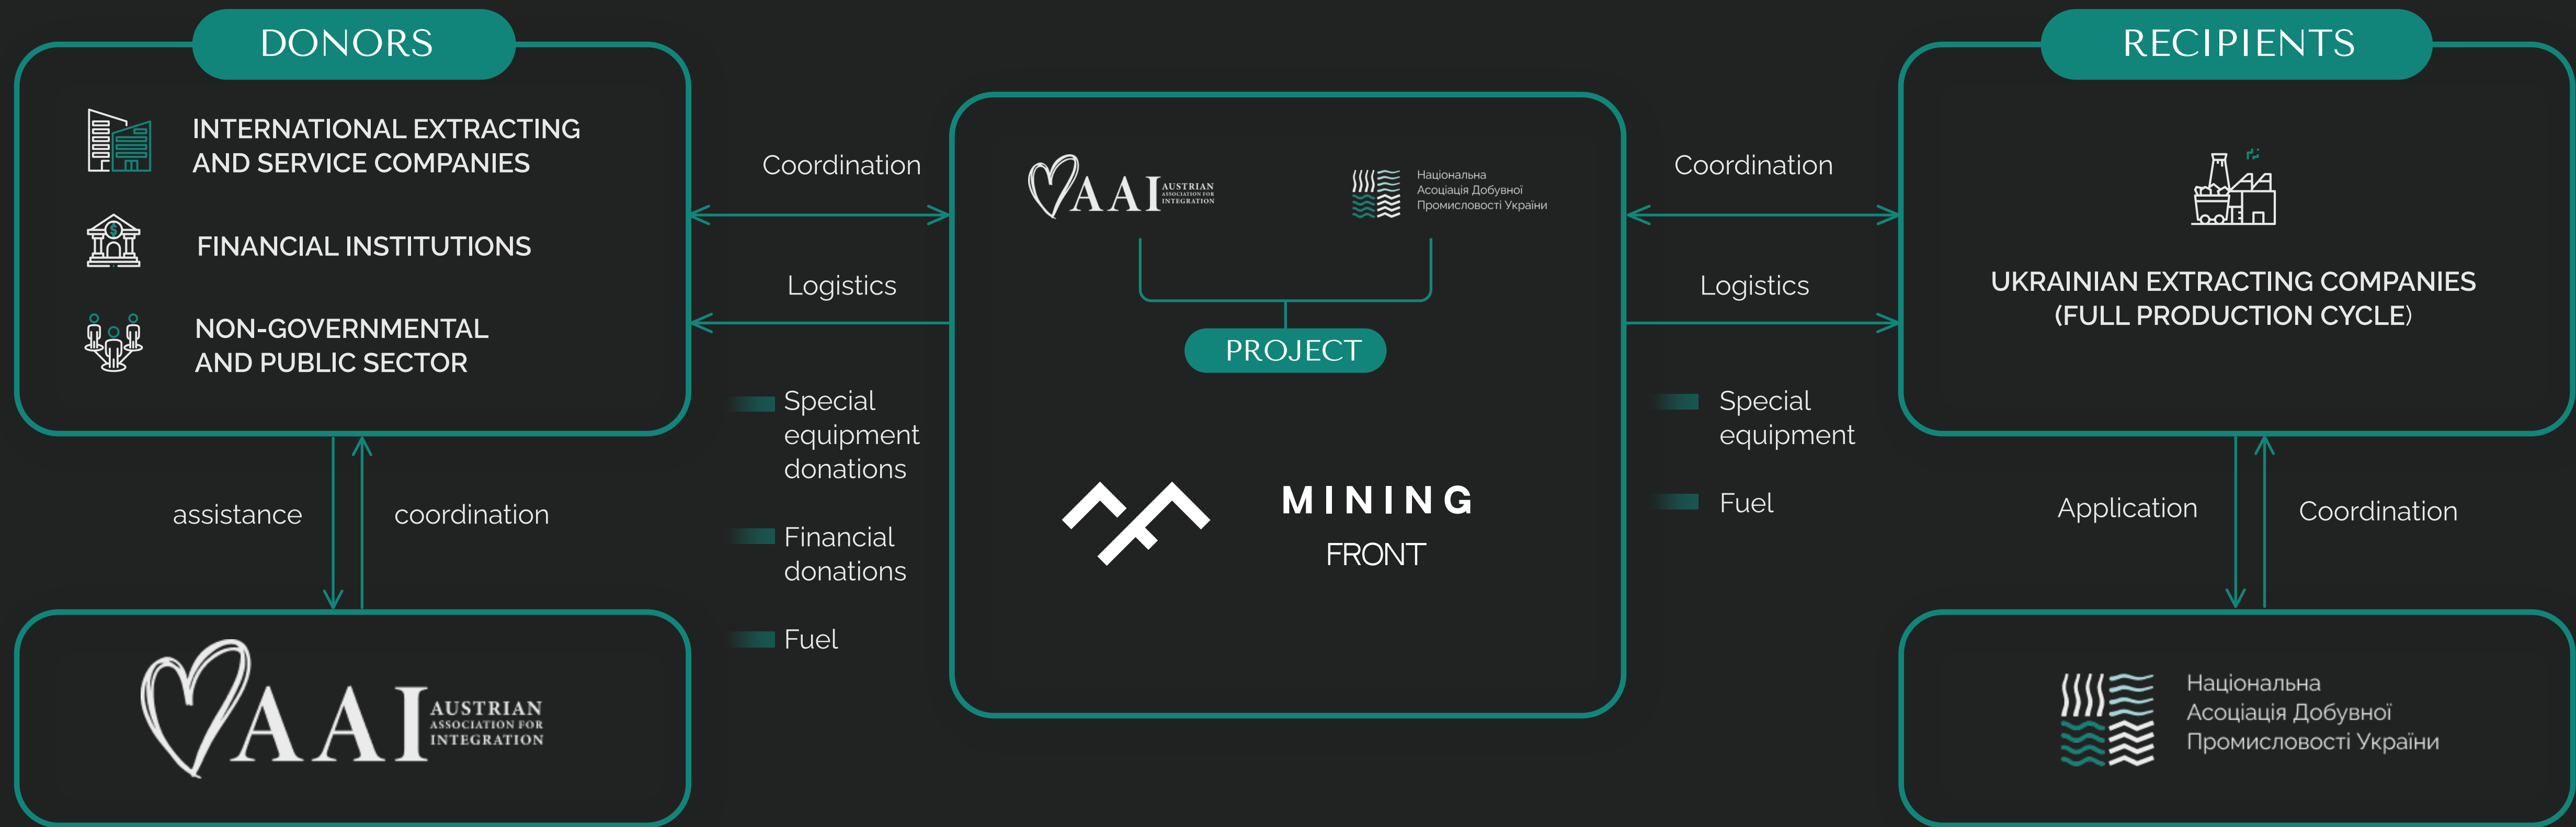 DONORS
INTERNATIONAL EXTRACTING
AND SERVICE COMPANIES
FINANCIAL INSTITUTIONS
NON-GOVERNMENTAL
AND PUBLIC SECTOR
assistance
coordination
AAI
AUSTRIAN
ASSOCIATION FOR
INTEGRATION
Coordination
Logistics
Special
equipment
donations
Financial
donations
Fuel
AAI
AUSTRIAN
ASSOCIATION FOR
INTEGRATION
Національна
Асоціація Добувної
Промисловості України
PROJECT
MINING
FRONT
Coordination
Logistics
Special
equipment
Fuel
RECIPIENTS
UKRAINIAN EXTRACTING COMPANIES
(FULL PRODUCTION CYCLE)
Application
Coordination
Національна
Асоціація Добувної
Промисловості України